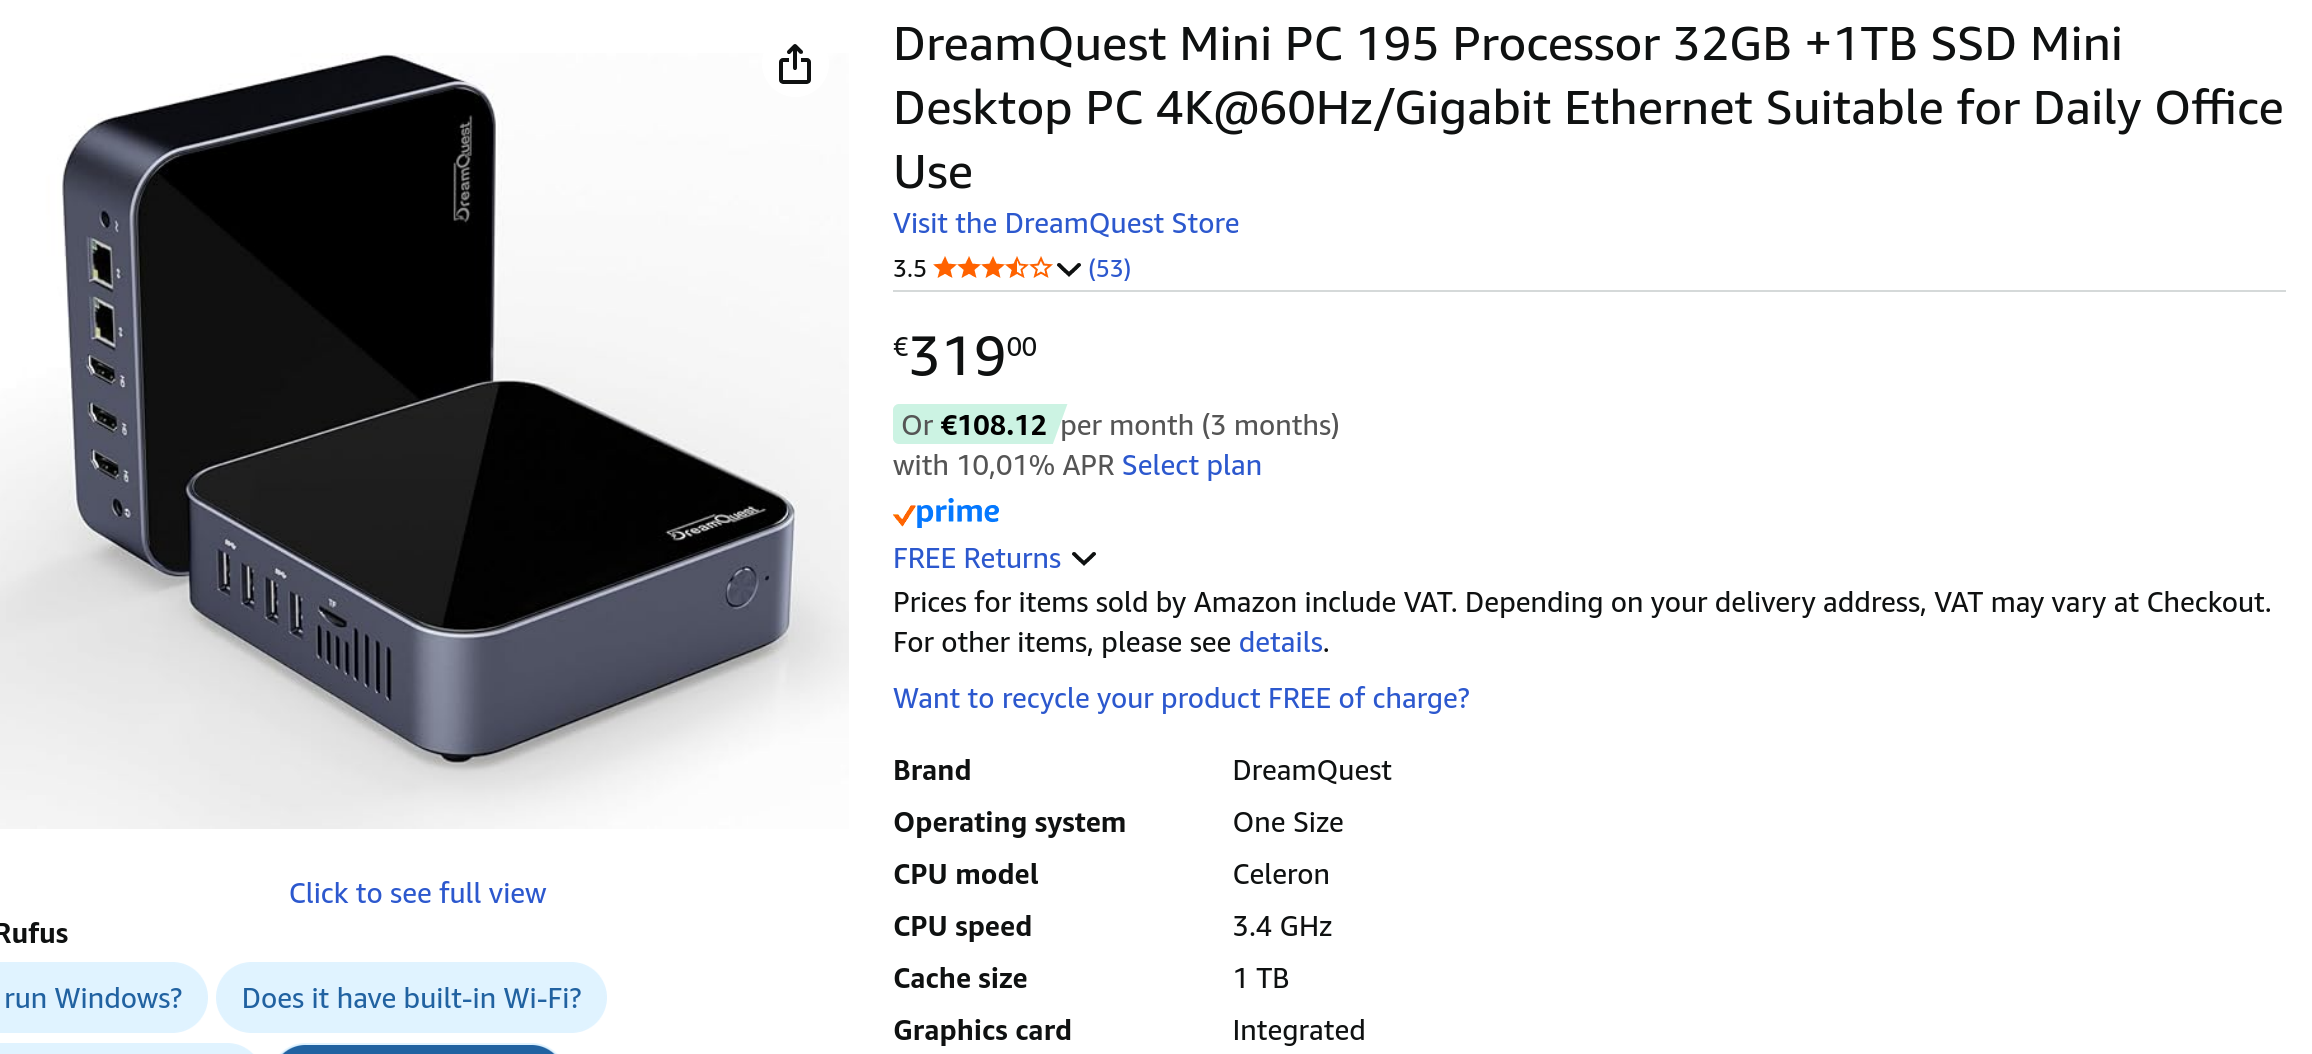 DreamQuest
DreamQuest
TF
Click to see full view
Rufus
run Windows?
Does it have built-in Wi-Fi?
DreamQuest Mini PC 195 Processor 32GB +1TB SSD Mini
Desktop PC 4K@60Hz/Gigabit Ethernet Suitable for Daily Office
Use
Visit the DreamQuest Store
3.5 (53)
€31900
Or €108.12 per month (3 months)
with 10,01% APR Select plan
prime
FREE Returns
Prices for items sold by Amazon include VAT. Depending on your delivery address, VAT may vary at Checkout.
For other items, please see details.
Want to recycle your product FREE of charge?
Brand DreamQuest
Operating system One Size
CPU model Celeron
CPU speed 3.4 GHz
Cache size 1 TB
Graphics card Integrated